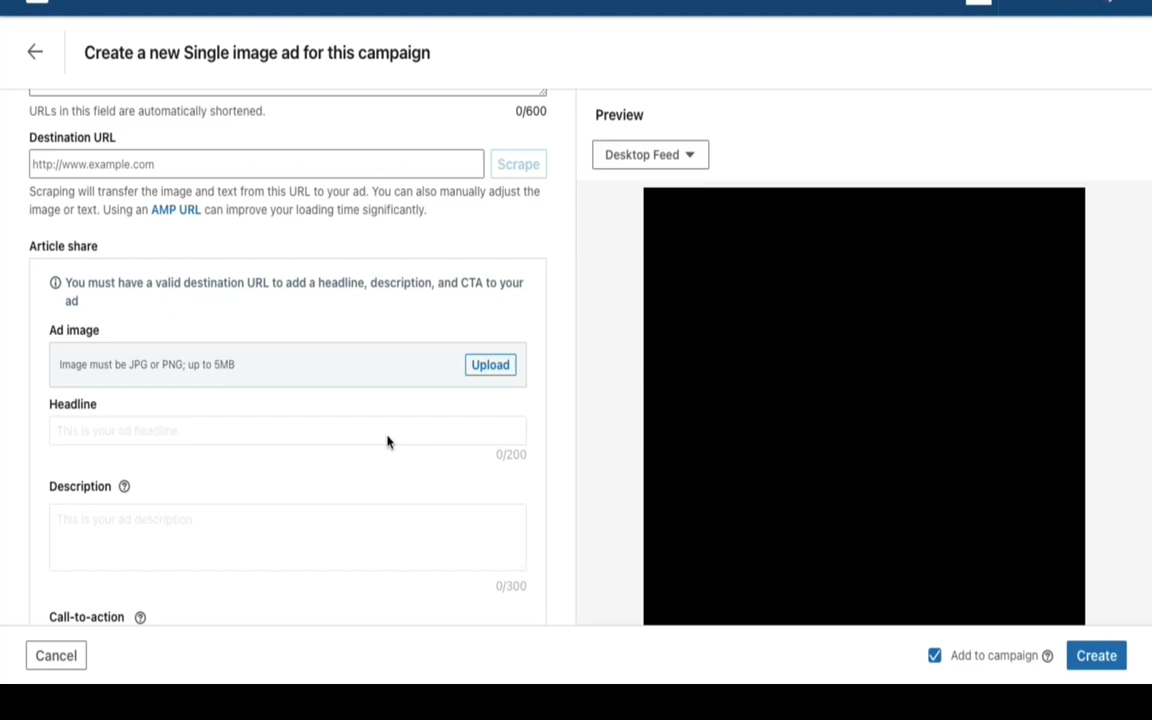 Create a new Single image ad for this campaign
URLs in this field are automatically shortened.
0/600
Destination URL
http://www.example.com
Scrape
Scraping will transfer the image and text from this URL to your ad. You can also manually adjust the
image or text. Using an AMP URL can improve your loading time significantly.
Article share
You must have a valid destination URL to add a headline, description, and CTA to your
ad
Ad image
Image must be JPG or PNG; up to 5MB
Upload
Headline
This is your ad headline.
0/200
Description
This is your ad description
0/300
Call-to-action
Preview
Desktop Feed
Cancel
Add to campaign
Create